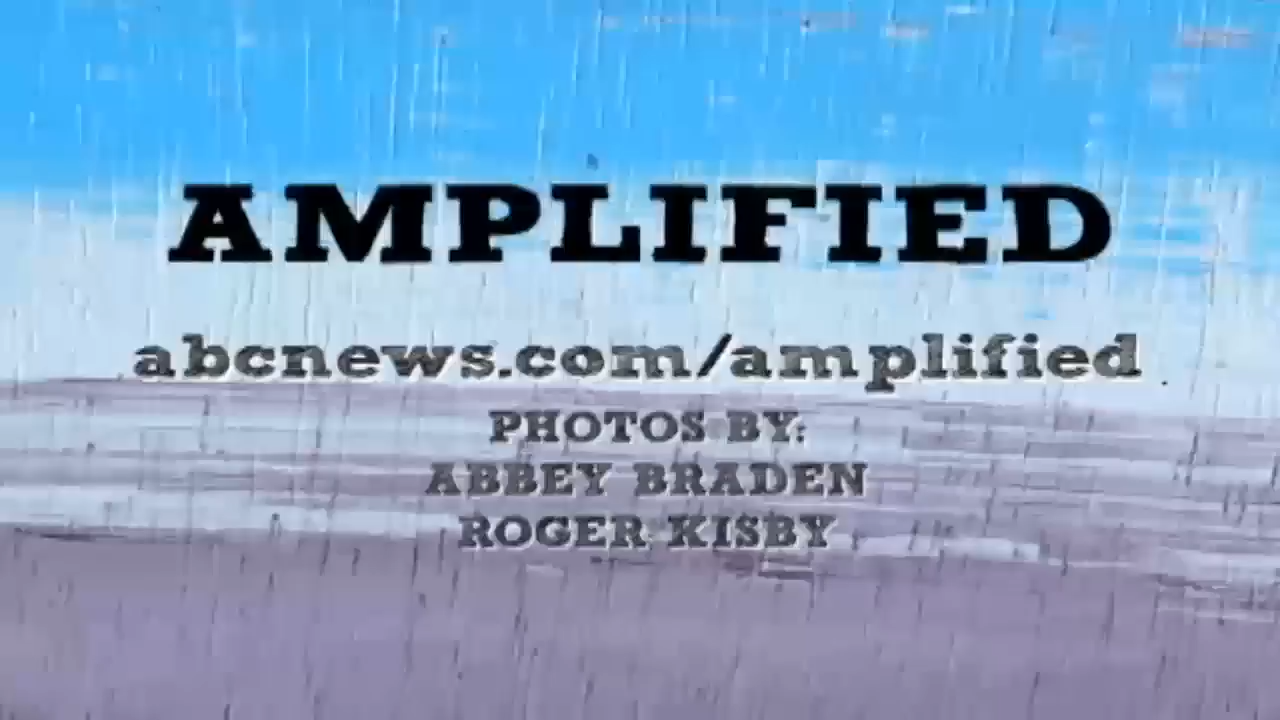 AMPLIFIED
abcnews.com/amplified
PHOTOS BY:
ABBEY BRADEN
ROGER KISBY